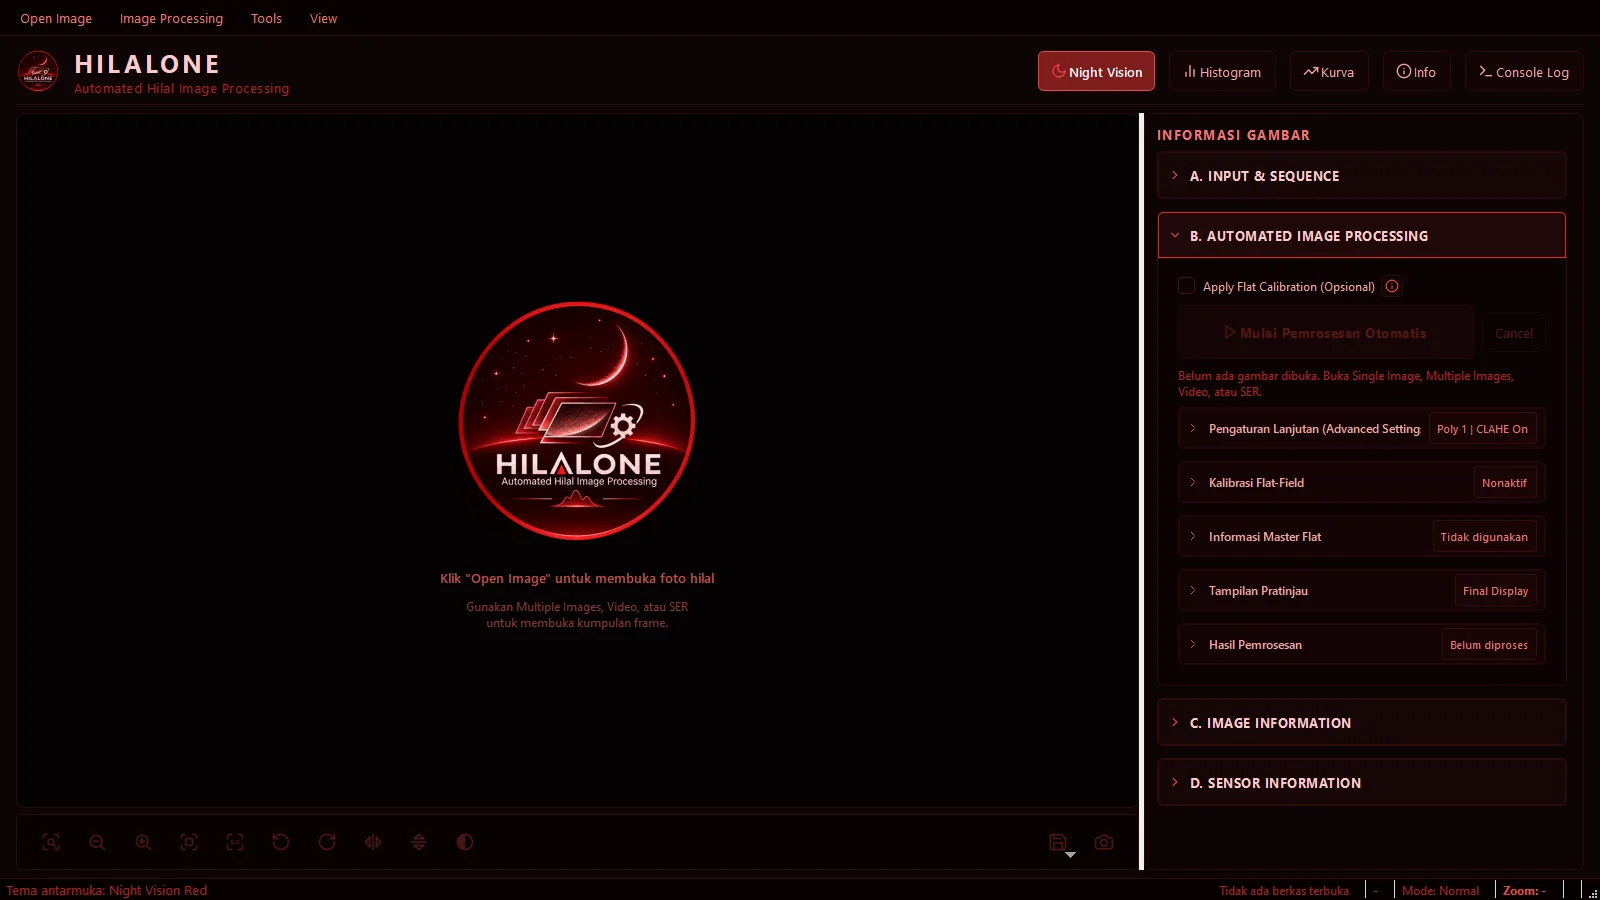 Open Image Image Processing Tools View
HILALONE
Automated Hilal Image Processing
Night Vision Histogram Kurva Info Console Log
HILALONE
Automated Hilal Image Processing
Klik "Open Image" untuk membuka foto hilal
Gunakan Multiple Images, Video, atau SER
untuk membuka kumpulan frame.
INFORMASI GAMBAR
A. INPUT & SEQUENCE
B. AUTOMATED IMAGE PROCESSING
Apply Flat Calibration (Opsional)
Mulai Pemrosesan Otomatis Cancel
Belum ada gambar dibuka. Buka Single Image, Multiple Images,
Video, atau SER.
Pengaturan Lanjutan (Advanced Setting Poly 1 | CLAHE On
Kalibrasi Flat-Field Nonaktif
Informasi Master Flat Tidak digunakan
Tampilan Pratinjau Final Display
Hasil Pemrosesan Belum diproses
C. IMAGE INFORMATION
D. SENSOR INFORMATION
Tema antarmuka: Night Vision Red Tidak ada berkas terbuka - Mode: Normal Zoom: -